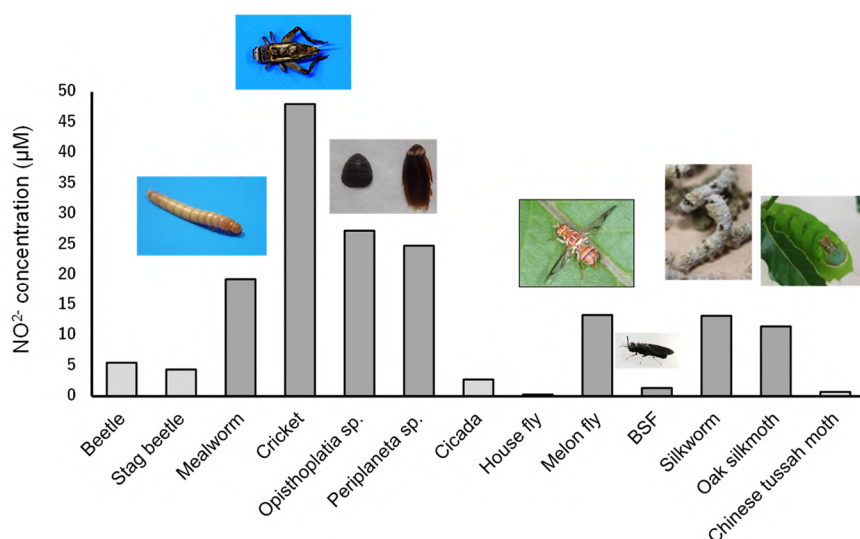 NO²⁻ concentration (µM)
50
45
40
35
30
25
20
15
10
5
0
Beetle
Stag beetle
Mealworm
Cricket
Opisthoplatia sp.
Periplaneta sp.
Cicada
House fly
Melon fly
BSF
Silkworm
Oak silkmoth
Chinese tussah moth